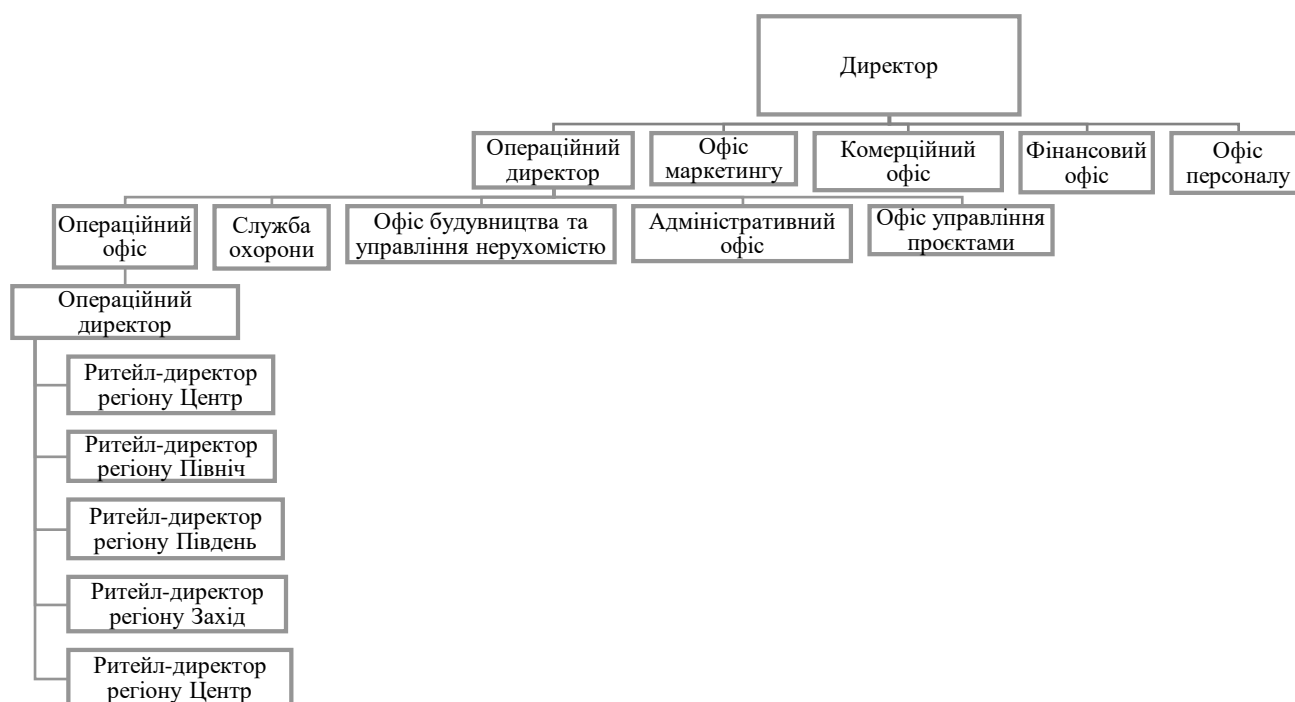 Директор
Операційний
директор
Офіс
маркетингу
Комерційний
офіс
Фінансовий
офіс
Офіс
персоналу
Операційний
офіс
Служба
охорони
Офіс будувництва та
управління нерухомістю
Адміністративний
офіс
Офіс управління
проєктами
Операційний
директор
Ритейл-директор
регіону Центр
Ритейл-директор
регіону Північ
Ритейл-директор
регіону Південь
Ритейл-директор
регіону Захід
Ритейл-директор
регіону Центр